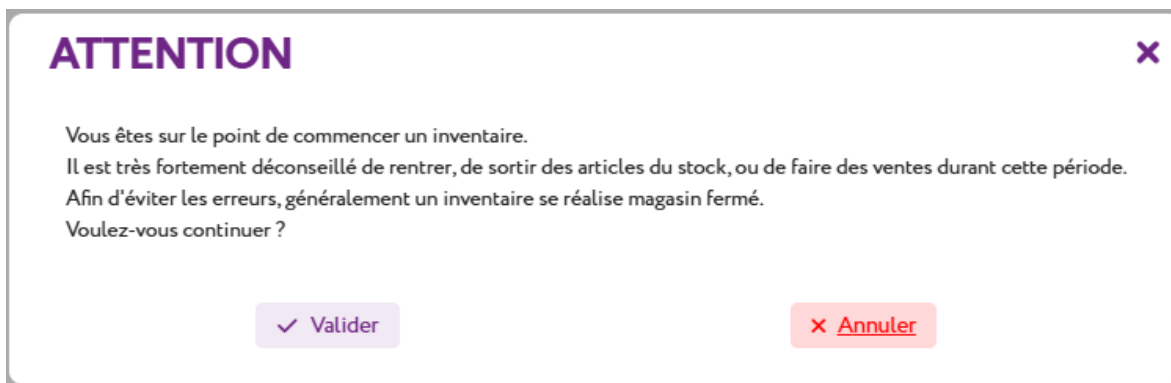 ATTENTION
Vous êtes sur le point de commencer un inventaire.
Il est très fortement déconseillé de rentrer, de sortir des articles du stock, ou de faire des ventes durant cette période.
Afin d'éviter les erreurs, généralement un inventaire se réalise magasin fermé.
Voulez-vous continuer ?
Valider Annuler